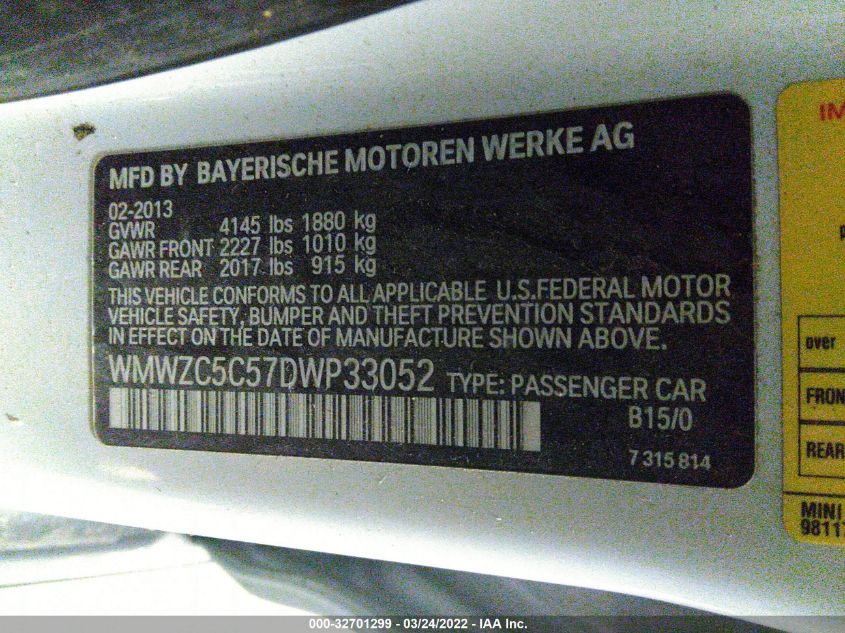 MFD BY BAYERISCHE MOTOREN WERKE AG
02-2013
GVWR 4145 lbs 1880 kg
GAWR FRONT 2227 lbs 1010 kg
GAWR REAR 2017 lbs 915 kg
THIS VEHICLE CONFORMS TO ALL APPLICABLE U.S.FEDERAL MOTOR
VEHICLE SAFETY, BUMPER AND THEFT PREVENTION STANDARDS
IN EFFECT ON THE DATE OF MANUFACTURE SHOWN ABOVE.
WMWZC5C57DWP33052 TYPE: PASSENGER CAR
B15/0
7 315 814
IM
over
FRON
REAR
MINI
9811
000-32701299 - 03/24/2022 - IAA Inc.